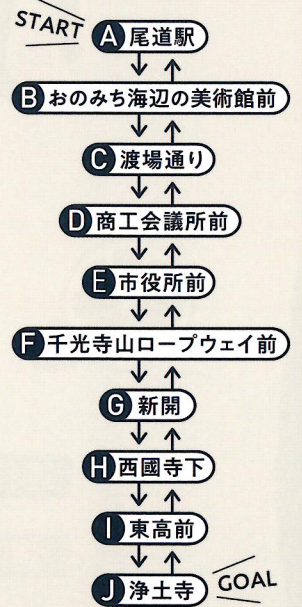 START
A 尾道駅
B おのみち海辺の美術館前
C 渡場通り
D 商工会議所前
E 市役所前
F 千光寺山ロープウェイ前
G 新開
H 西國寺下
I 東高前
J 浄土寺
GOAL